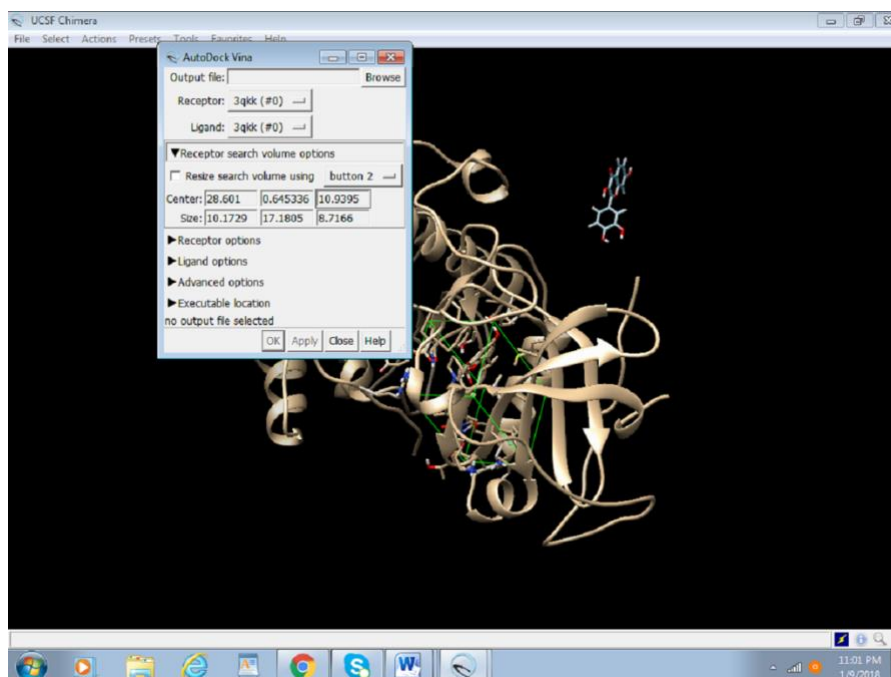 UCSF Chimera
File Select Actions Presets Tools Favorites Help
AutoDock Vina
Output file: Browse
Receptor: 3qkk (#0)
Ligand: 3qkk (#0)
▼Receptor search volume options
Resize search volume using button 2
Center: 28.601 0.645336 10.9395
Size: 10.1729 17.1805 8.7166
▶Receptor options
▶Ligand options
▶Advanced options
▶Executable location
no output file selected
OK Apply Close Help
11:01 PM
1/9/2018